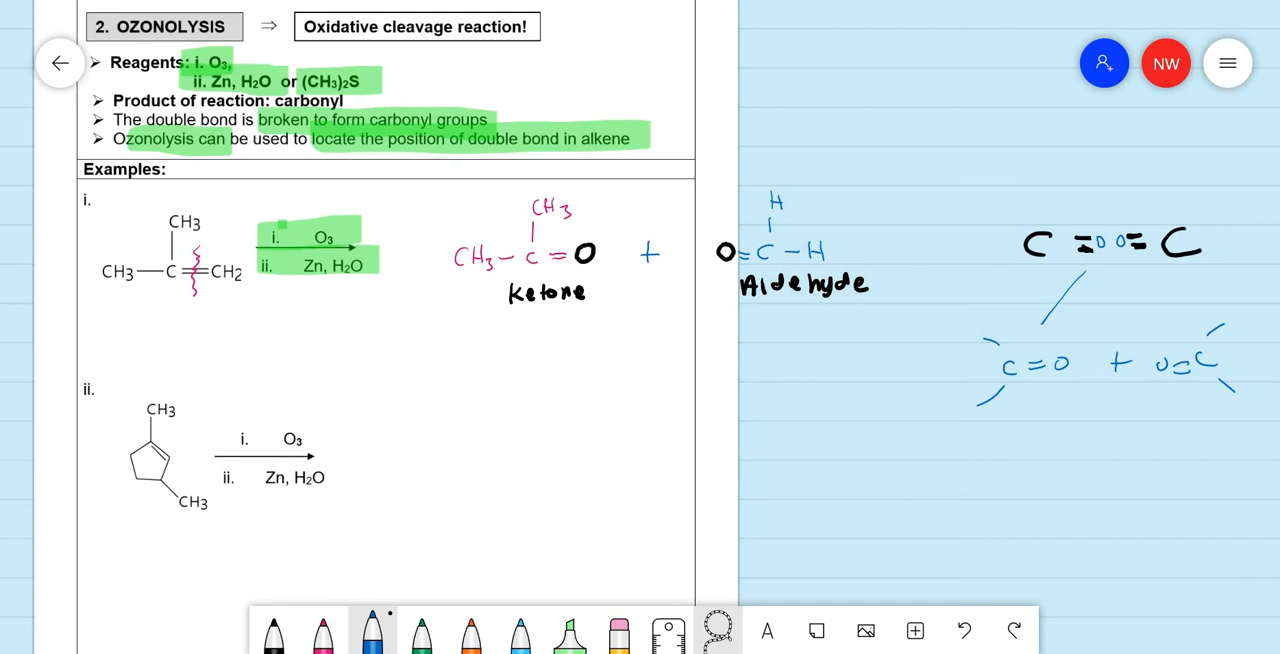 2. OZONOLYSIS ⇒ Oxidative cleavage reaction!
➤ Reagents: i. O₃,
ii. Zn, H₂O or (CH₃)₂S
➤ Product of reaction: carbonyl
➤ The double bond is broken to form carbonyl groups
➤ Ozonolysis can be used to locate the position of double bond in alkene
NW
Examples:
i.
CH3
CH3—C=CH2
i. O₃
ii. Zn, H₂O
CH3
CH3-C=O + O=C-H
H
Ketone
Aldehyde
C=O O=C
C=O + O=C
ii.
CH3
CH3
i. O₃
ii. Zn, H₂O
A